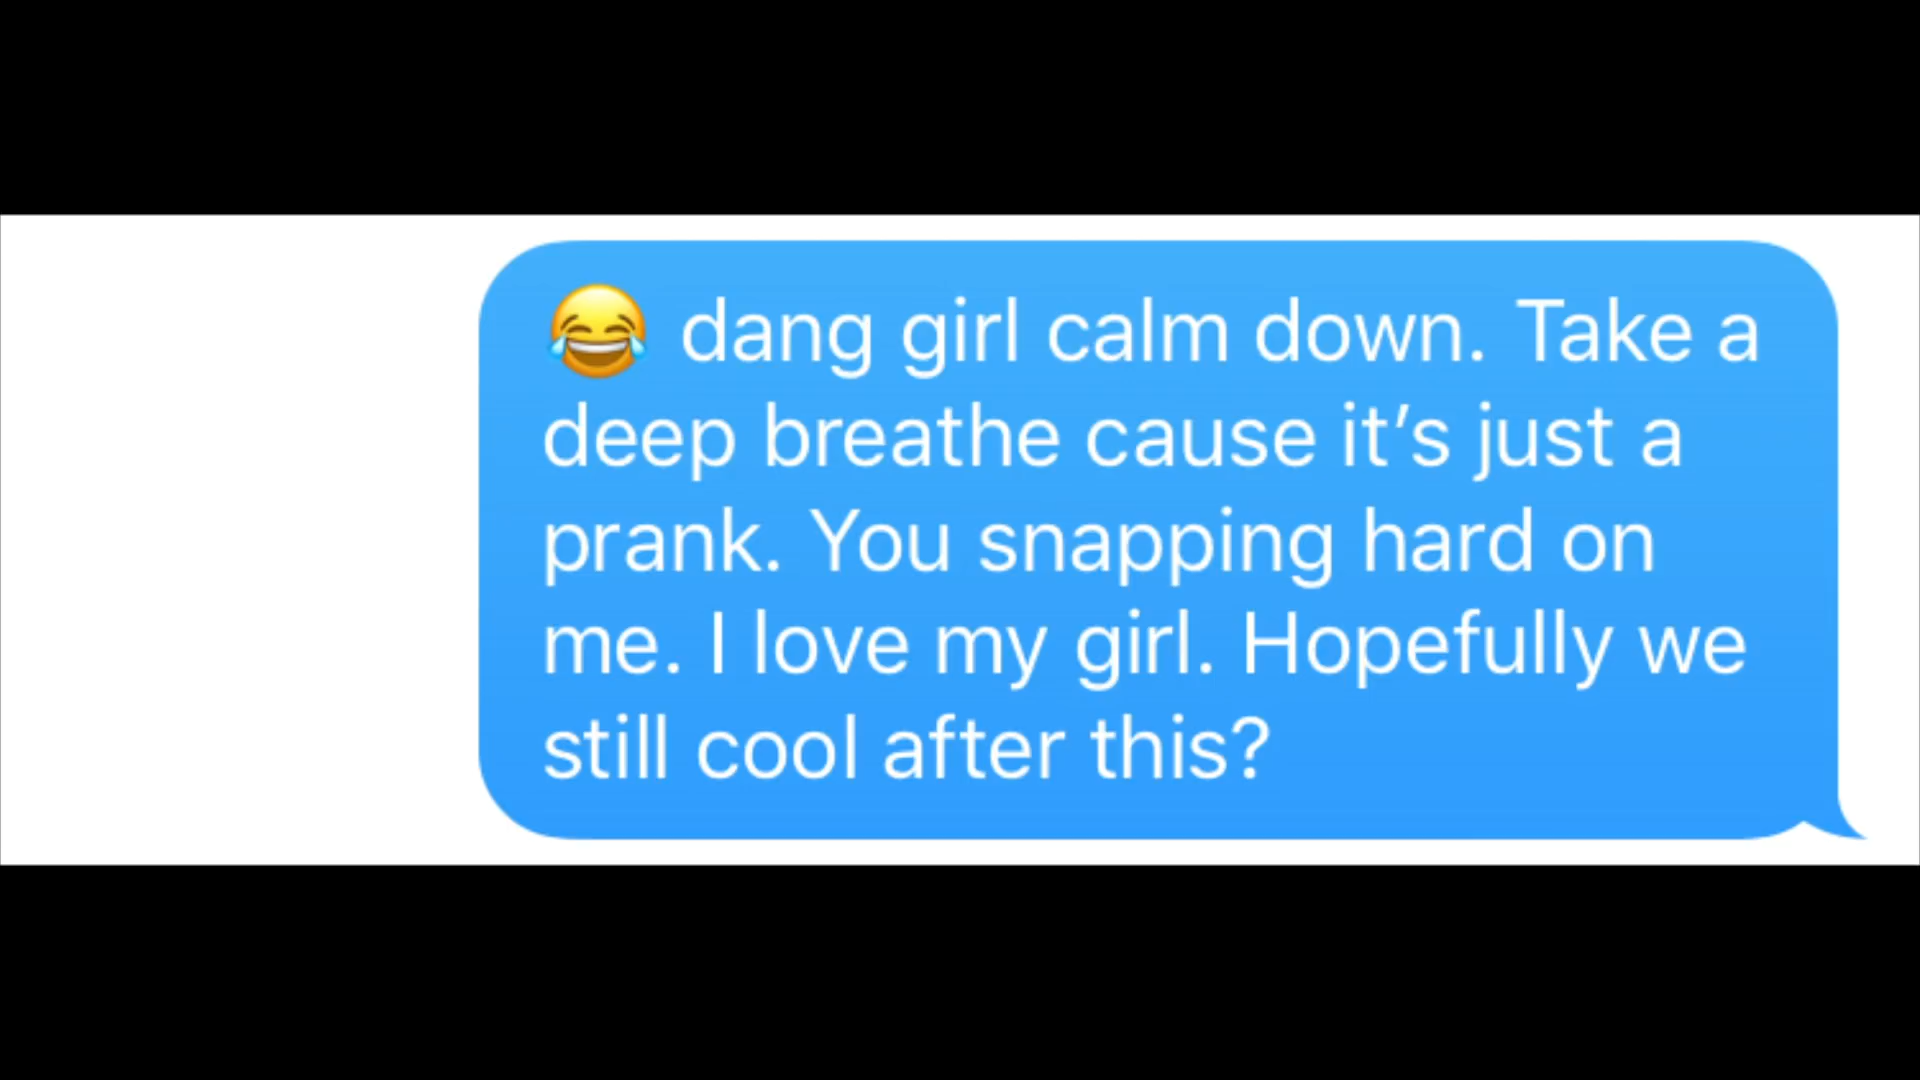 😂 dang girl calm down. Take a
deep breathe cause it’s just a
prank. You snapping hard on
me. I love my girl. Hopefully we
still cool after this?